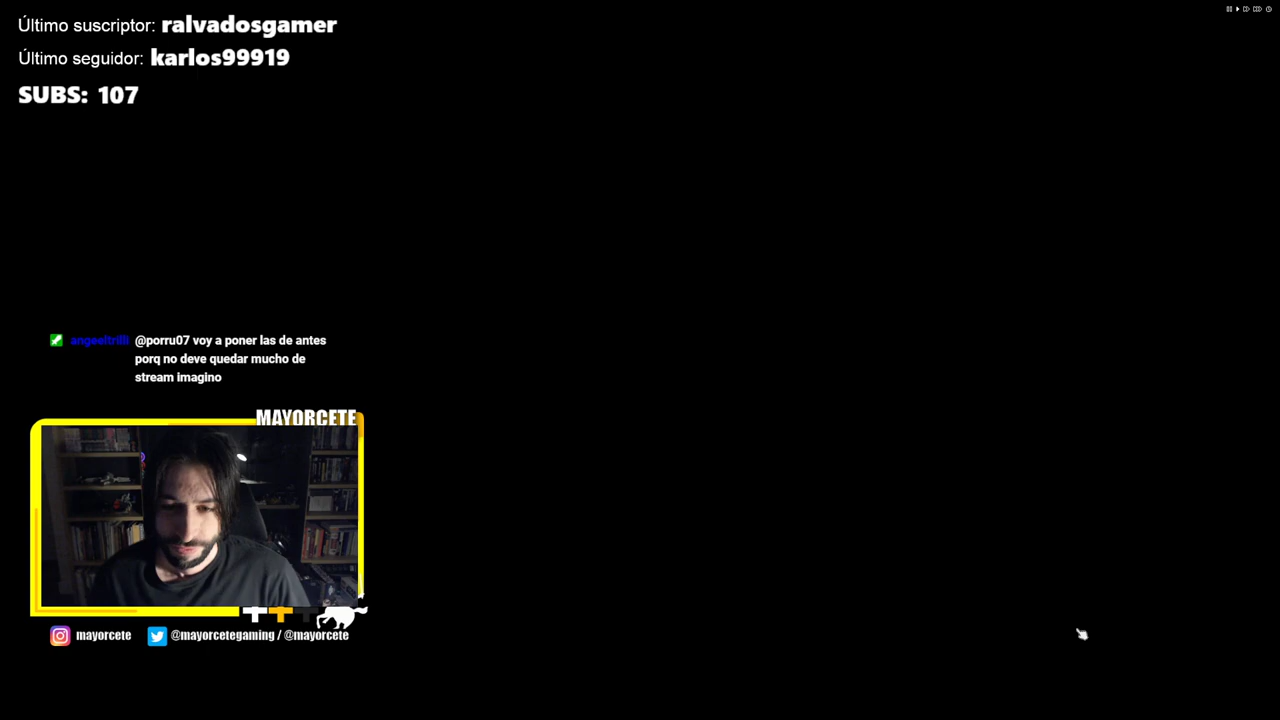 Último suscriptor: ralvadosgamer
Último seguidor: karlos99919
SUBS: 107
angeeltrilli @porru07 voy a poner las de antes
porq no deve quedar mucho de
stream imagino
MAYORCETE
mayorcete @mayorcetegaming / @mayorcete